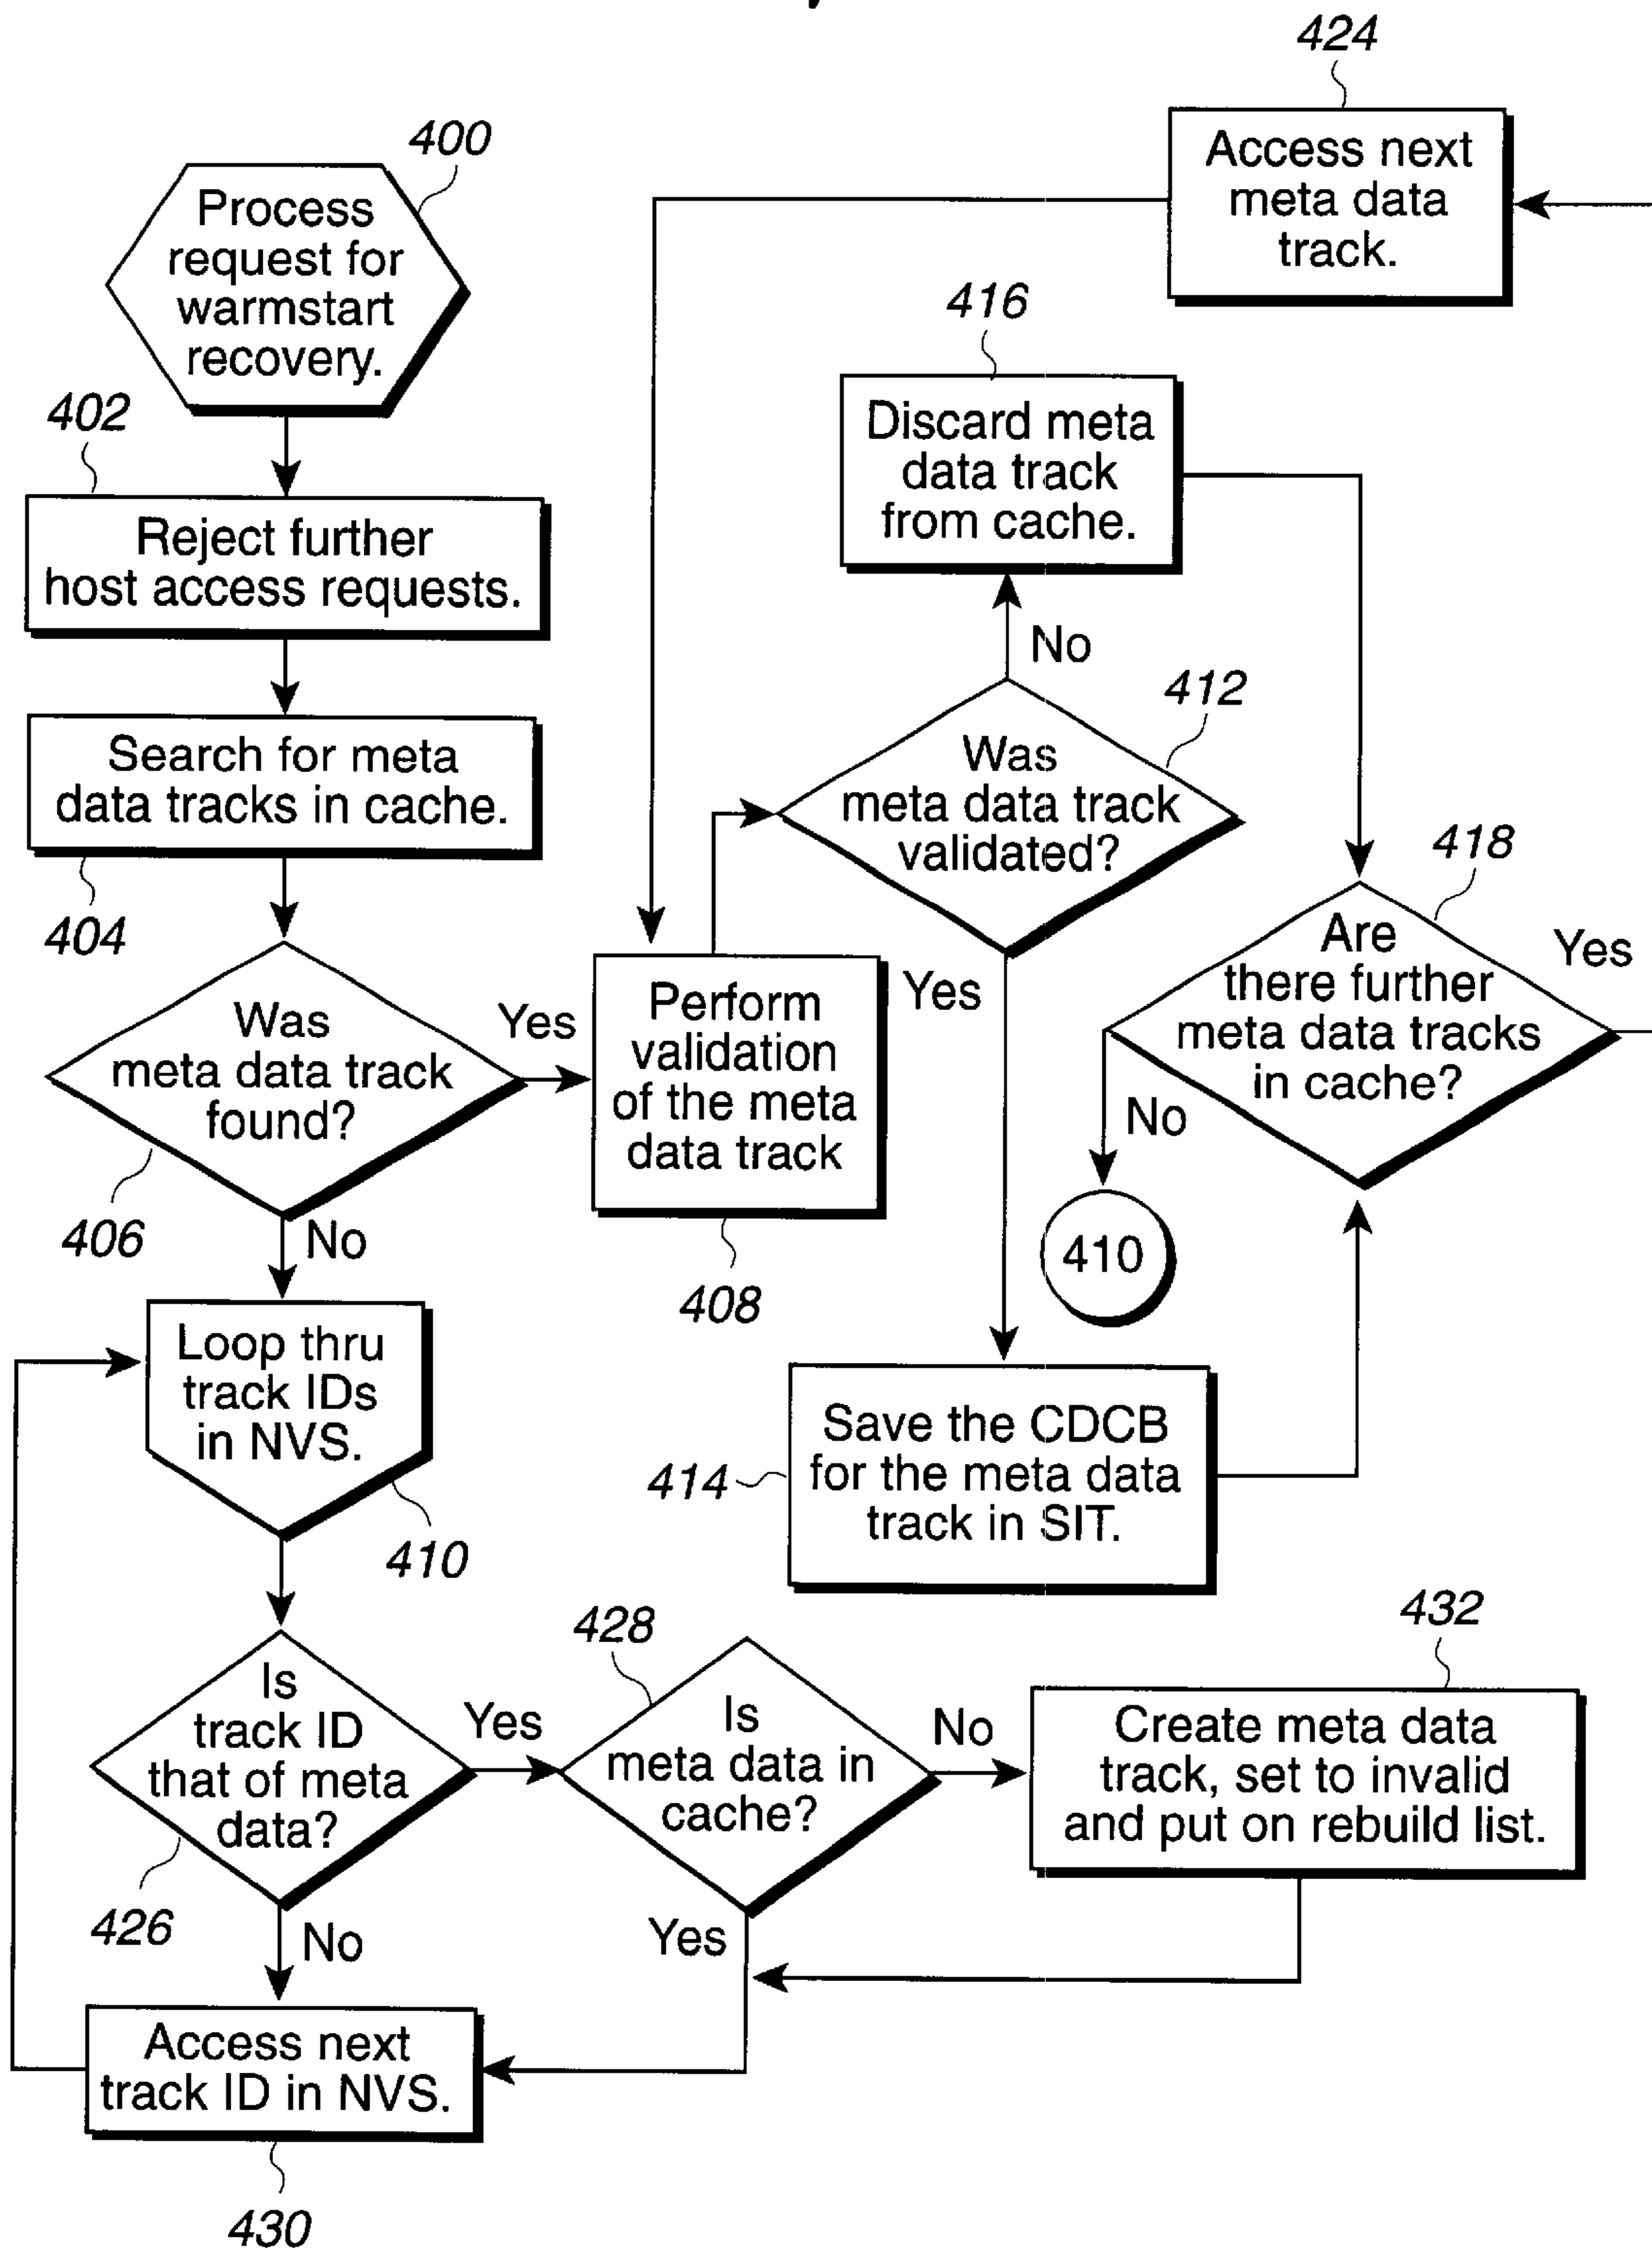 424
Access next
meta data
track.
400
Process
request for
warmstart
recovery.
416
Discard meta
data track
from cache.
402
Reject further
host access requests.
No
412
Was
meta data track
validated?
Search for meta
data tracks in cache.
404
418
Are
there further
meta data tracks
in cache?
Yes
No
410
Yes
Was
meta data track
found?
Yes
406
No
Perform
validation
of the meta
data track
408
Loop thru
track IDs
in NVS.
410
Save the CDCB
for the meta data
track in SIT.
414
Is
track ID
that of meta
data?
Yes
426
No
428
Is
meta data in
cache?
No
Yes
432
Create meta data
track, set to invalid
and put on rebuild list.
Access next
track ID in NVS.
430